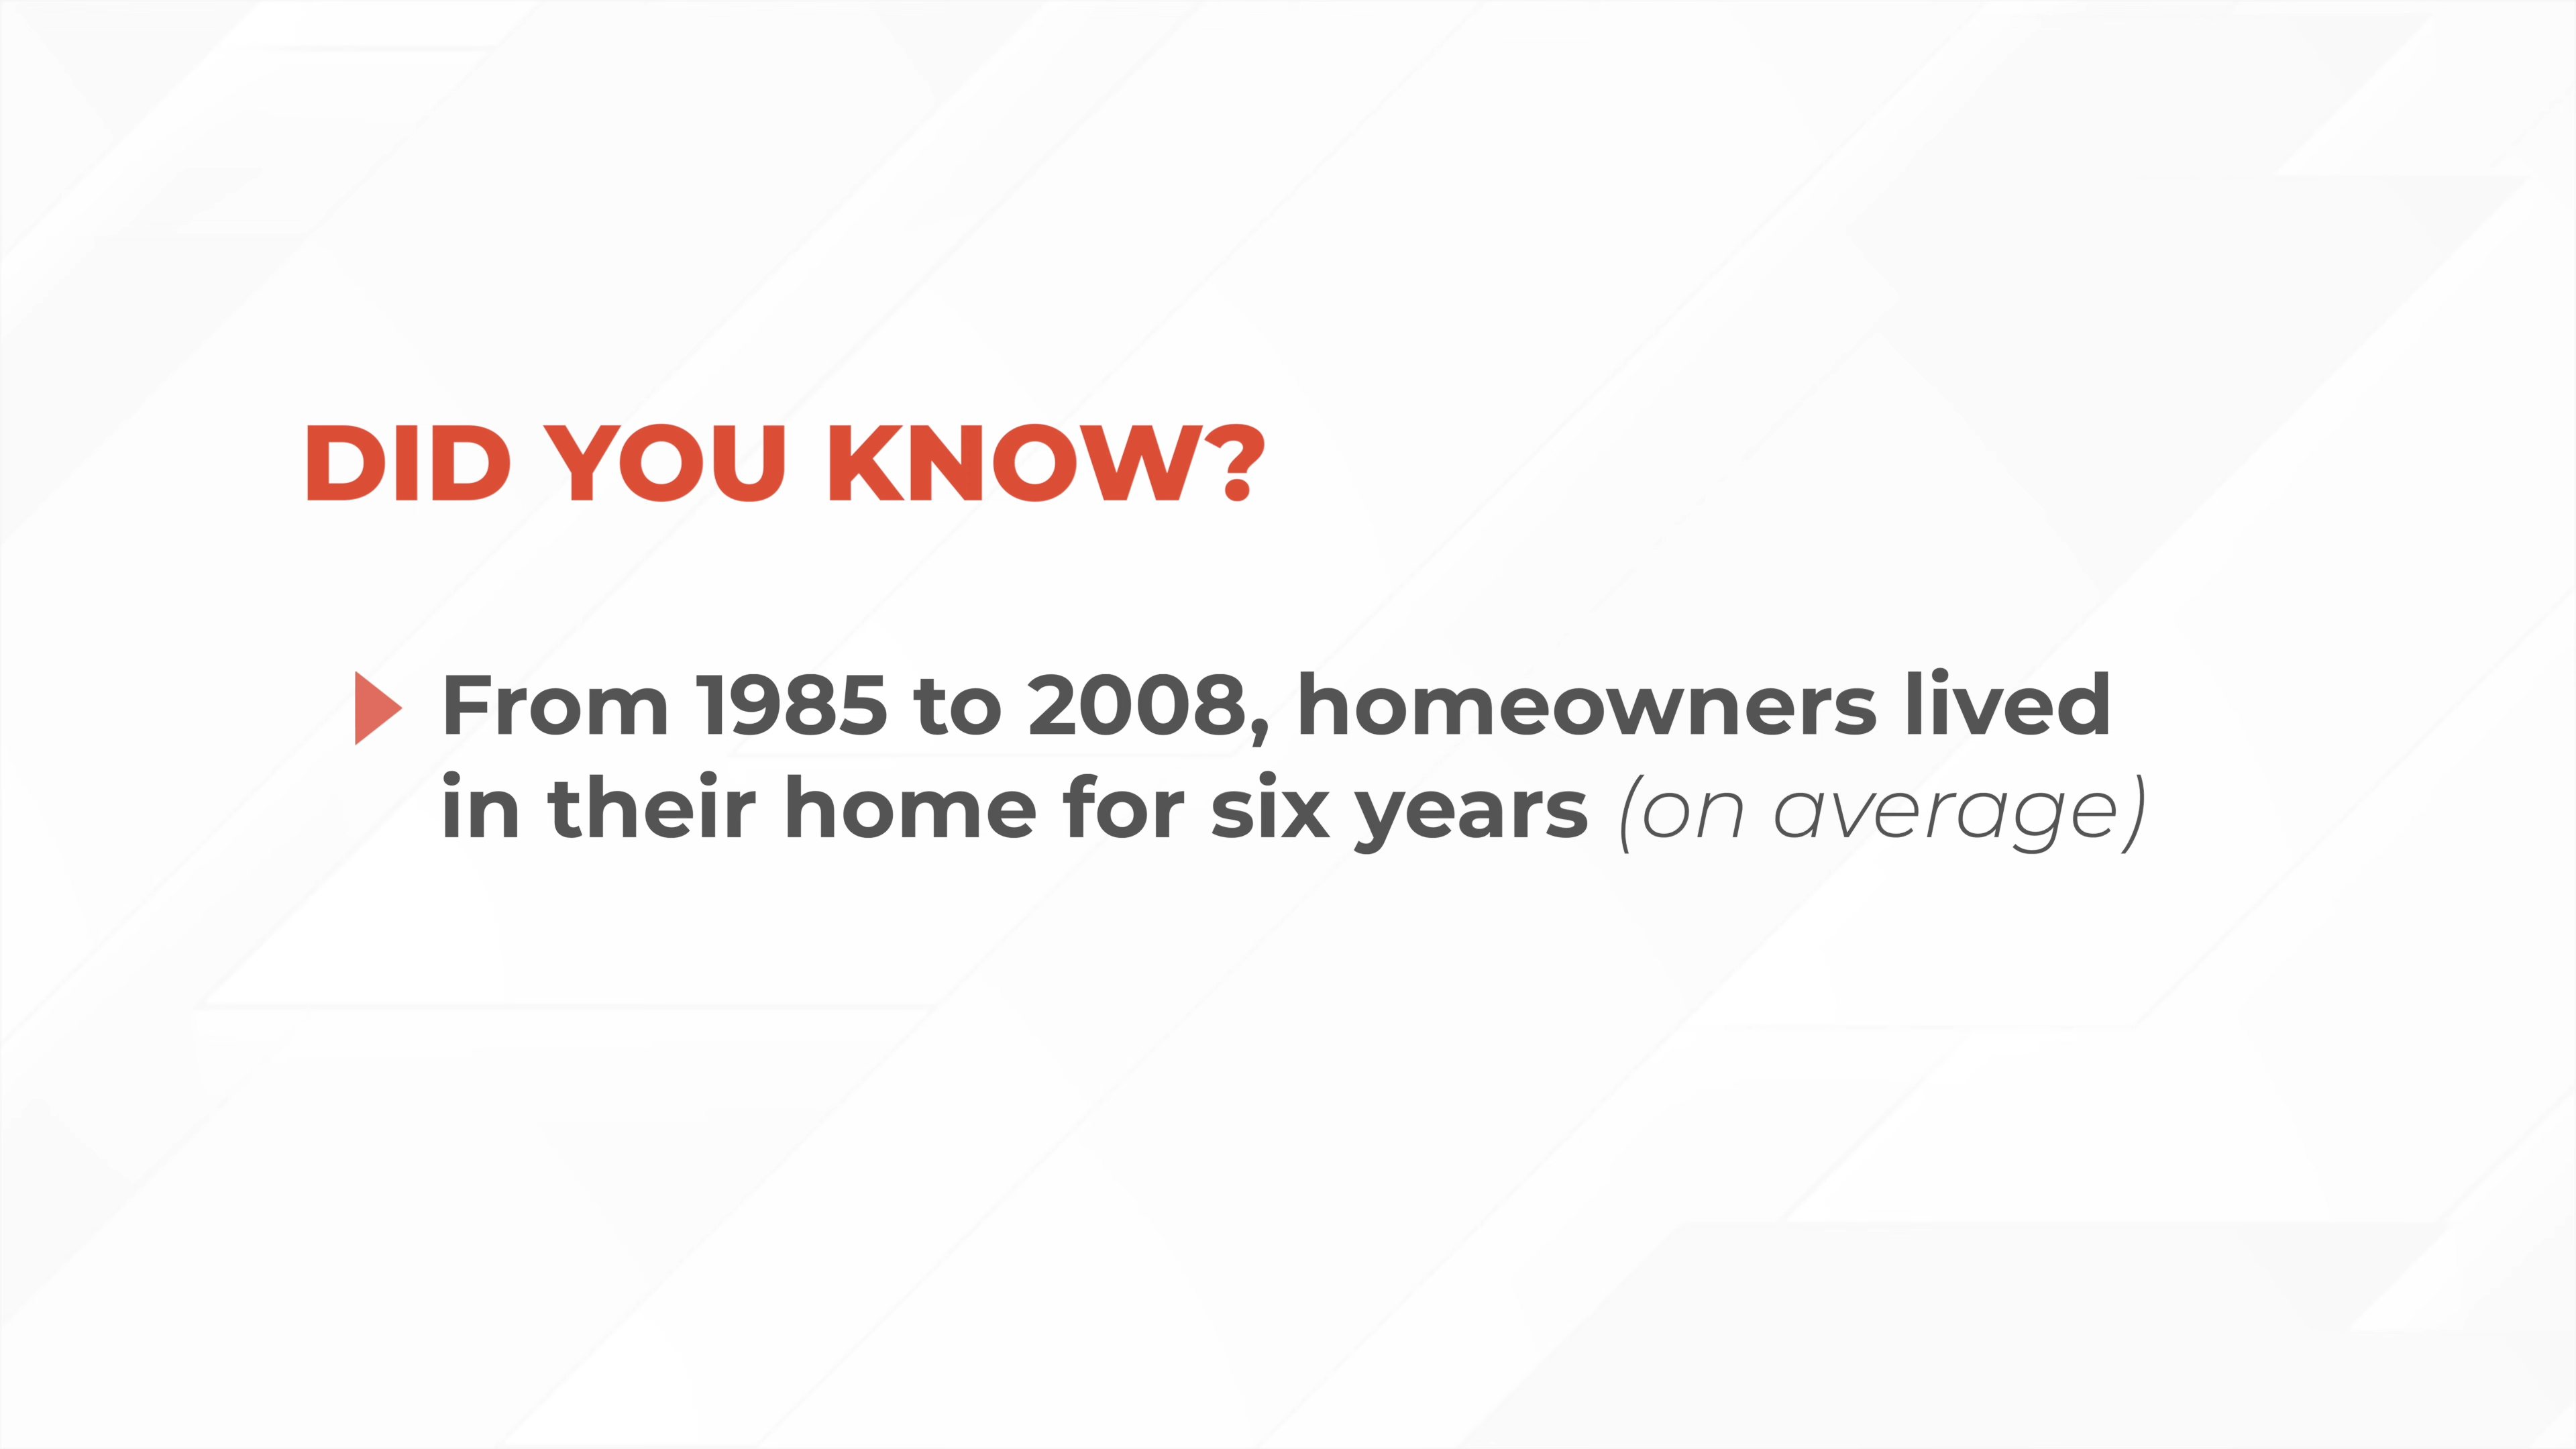 DID YOU KNOW?
From 1985 to 2008, homeowners lived
in their home for six years (on average)